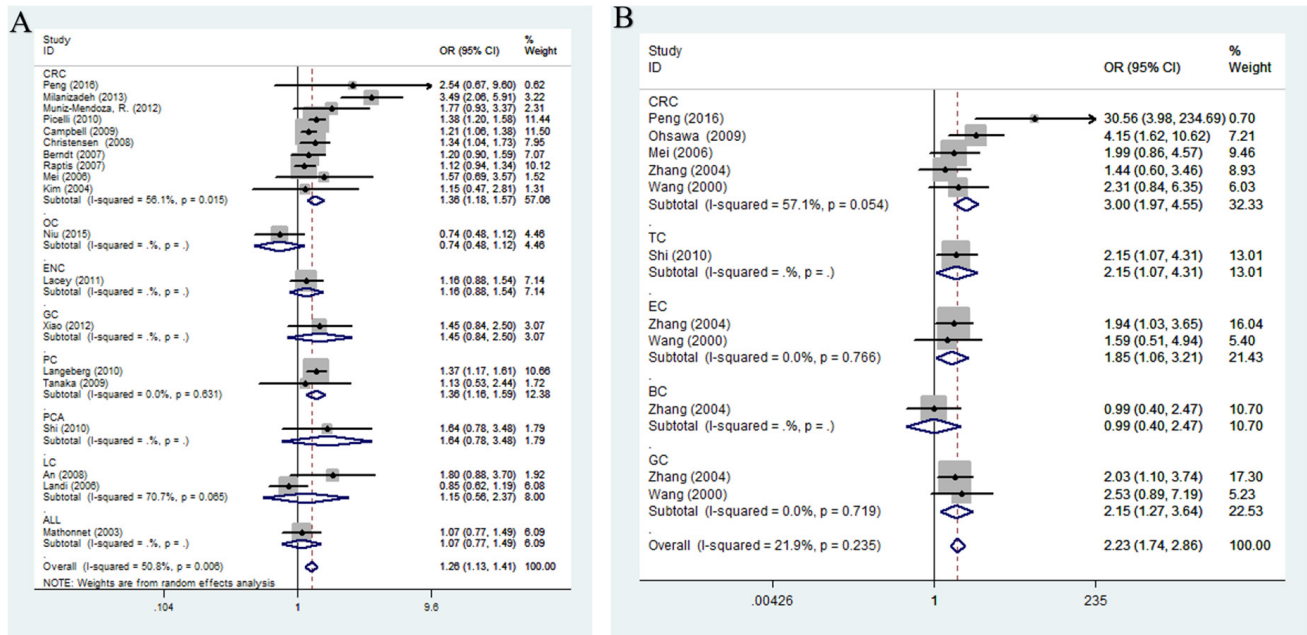 A
Study %
ID OR (95% CI) Weight
CRC
Peng (2016) 2.54 (0.67, 9.60) 0.62
Milanizadeh (2013) 3.49 (2.06, 5.91) 3.22
Muniz-Mendoza, R. (2012) 1.77 (0.93, 3.37) 2.31
Picelli (2010) 1.38 (1.20, 1.58) 11.44
Campbell (2009) 1.21 (1.06, 1.38) 11.50
Christensen (2008) 1.34 (1.04, 1.73) 7.95
Berndt (2007) 1.20 (0.90, 1.59) 7.07
Raptis (2007) 1.12 (0.94, 1.34) 10.12
Mei (2006) 1.57 (0.69, 3.57) 1.52
Kim (2004) 1.15 (0.47, 2.81) 1.31
Subtotal (I-squared = 56.1%, p = 0.015) 1.36 (1.18, 1.57) 57.06
.
OC
Niu (2015) 0.74 (0.48, 1.12) 4.46
Subtotal (I-squared = .%, p = .) 0.74 (0.48, 1.12) 4.46
.
ENC
Lacey (2011) 1.16 (0.88, 1.54) 7.14
Subtotal (I-squared = .%, p = .) 1.16 (0.88, 1.54) 7.14
.
GC
Xiao (2012) 1.45 (0.84, 2.50) 3.07
Subtotal (I-squared = .%, p = .) 1.45 (0.84, 2.50) 3.07
.
PC
Langeberg (2010) 1.37 (1.17, 1.61) 10.66
Tanaka (2009) 1.13 (0.53, 2.44) 1.72
Subtotal (I-squared = 0.0%, p = 0.631) 1.36 (1.16, 1.59) 12.38
.
PCA
Shi (2010) 1.64 (0.78, 3.48) 1.79
Subtotal (I-squared = .%, p = .) 1.64 (0.78, 3.48) 1.79
.
LC
An (2008) 1.80 (0.88, 3.70) 1.92
Landi (2006) 0.85 (0.62, 1.19) 6.08
Subtotal (I-squared = 70.7%, p = 0.065) 1.15 (0.56, 2.37) 8.00
.
ALL
Mathonnet (2003) 1.07 (0.77, 1.49) 6.09
Subtotal (I-squared = .%, p = .) 1.07 (0.77, 1.49) 6.09
.
Overall (I-squared = 50.8%, p = 0.006) 1.26 (1.13, 1.41) 100.00
NOTE: Weights are from random effects analysis
.104 1 9.6
B
Study %
ID OR (95% CI) Weight
CRC
Peng (2016) 30.56 (3.98, 234.69) 0.70
Ohsawa (2009) 4.15 (1.62, 10.62) 7.21
Mei (2006) 1.99 (0.86, 4.57) 9.46
Zhang (2004) 1.44 (0.60, 3.46) 8.93
Wang (2000) 2.31 (0.84, 6.35) 6.03
Subtotal (I-squared = 57.1%, p = 0.054) 3.00 (1.97, 4.55) 32.33
.
TC
Shi (2010) 2.15 (1.07, 4.31) 13.01
Subtotal (I-squared = .%, p = .) 2.15 (1.07, 4.31) 13.01
.
EC
Zhang (2004) 1.94 (1.03, 3.65) 16.04
Wang (2000) 1.59 (0.51, 4.94) 5.40
Subtotal (I-squared = 0.0%, p = 0.766) 1.85 (1.06, 3.21) 21.43
.
BC
Zhang (2004) 0.99 (0.40, 2.47) 10.70
Subtotal (I-squared = .%, p = .) 0.99 (0.40, 2.47) 10.70
.
GC
Zhang (2004) 2.03 (1.10, 3.74) 17.30
Wang (2000) 2.53 (0.89, 7.19) 5.23
Subtotal (I-squared = 0.0%, p = 0.719) 2.15 (1.27, 3.64) 22.53
.
Overall (I-squared = 21.9%, p = 0.235) 2.23 (1.74, 2.86) 100.00
.00426 1 235